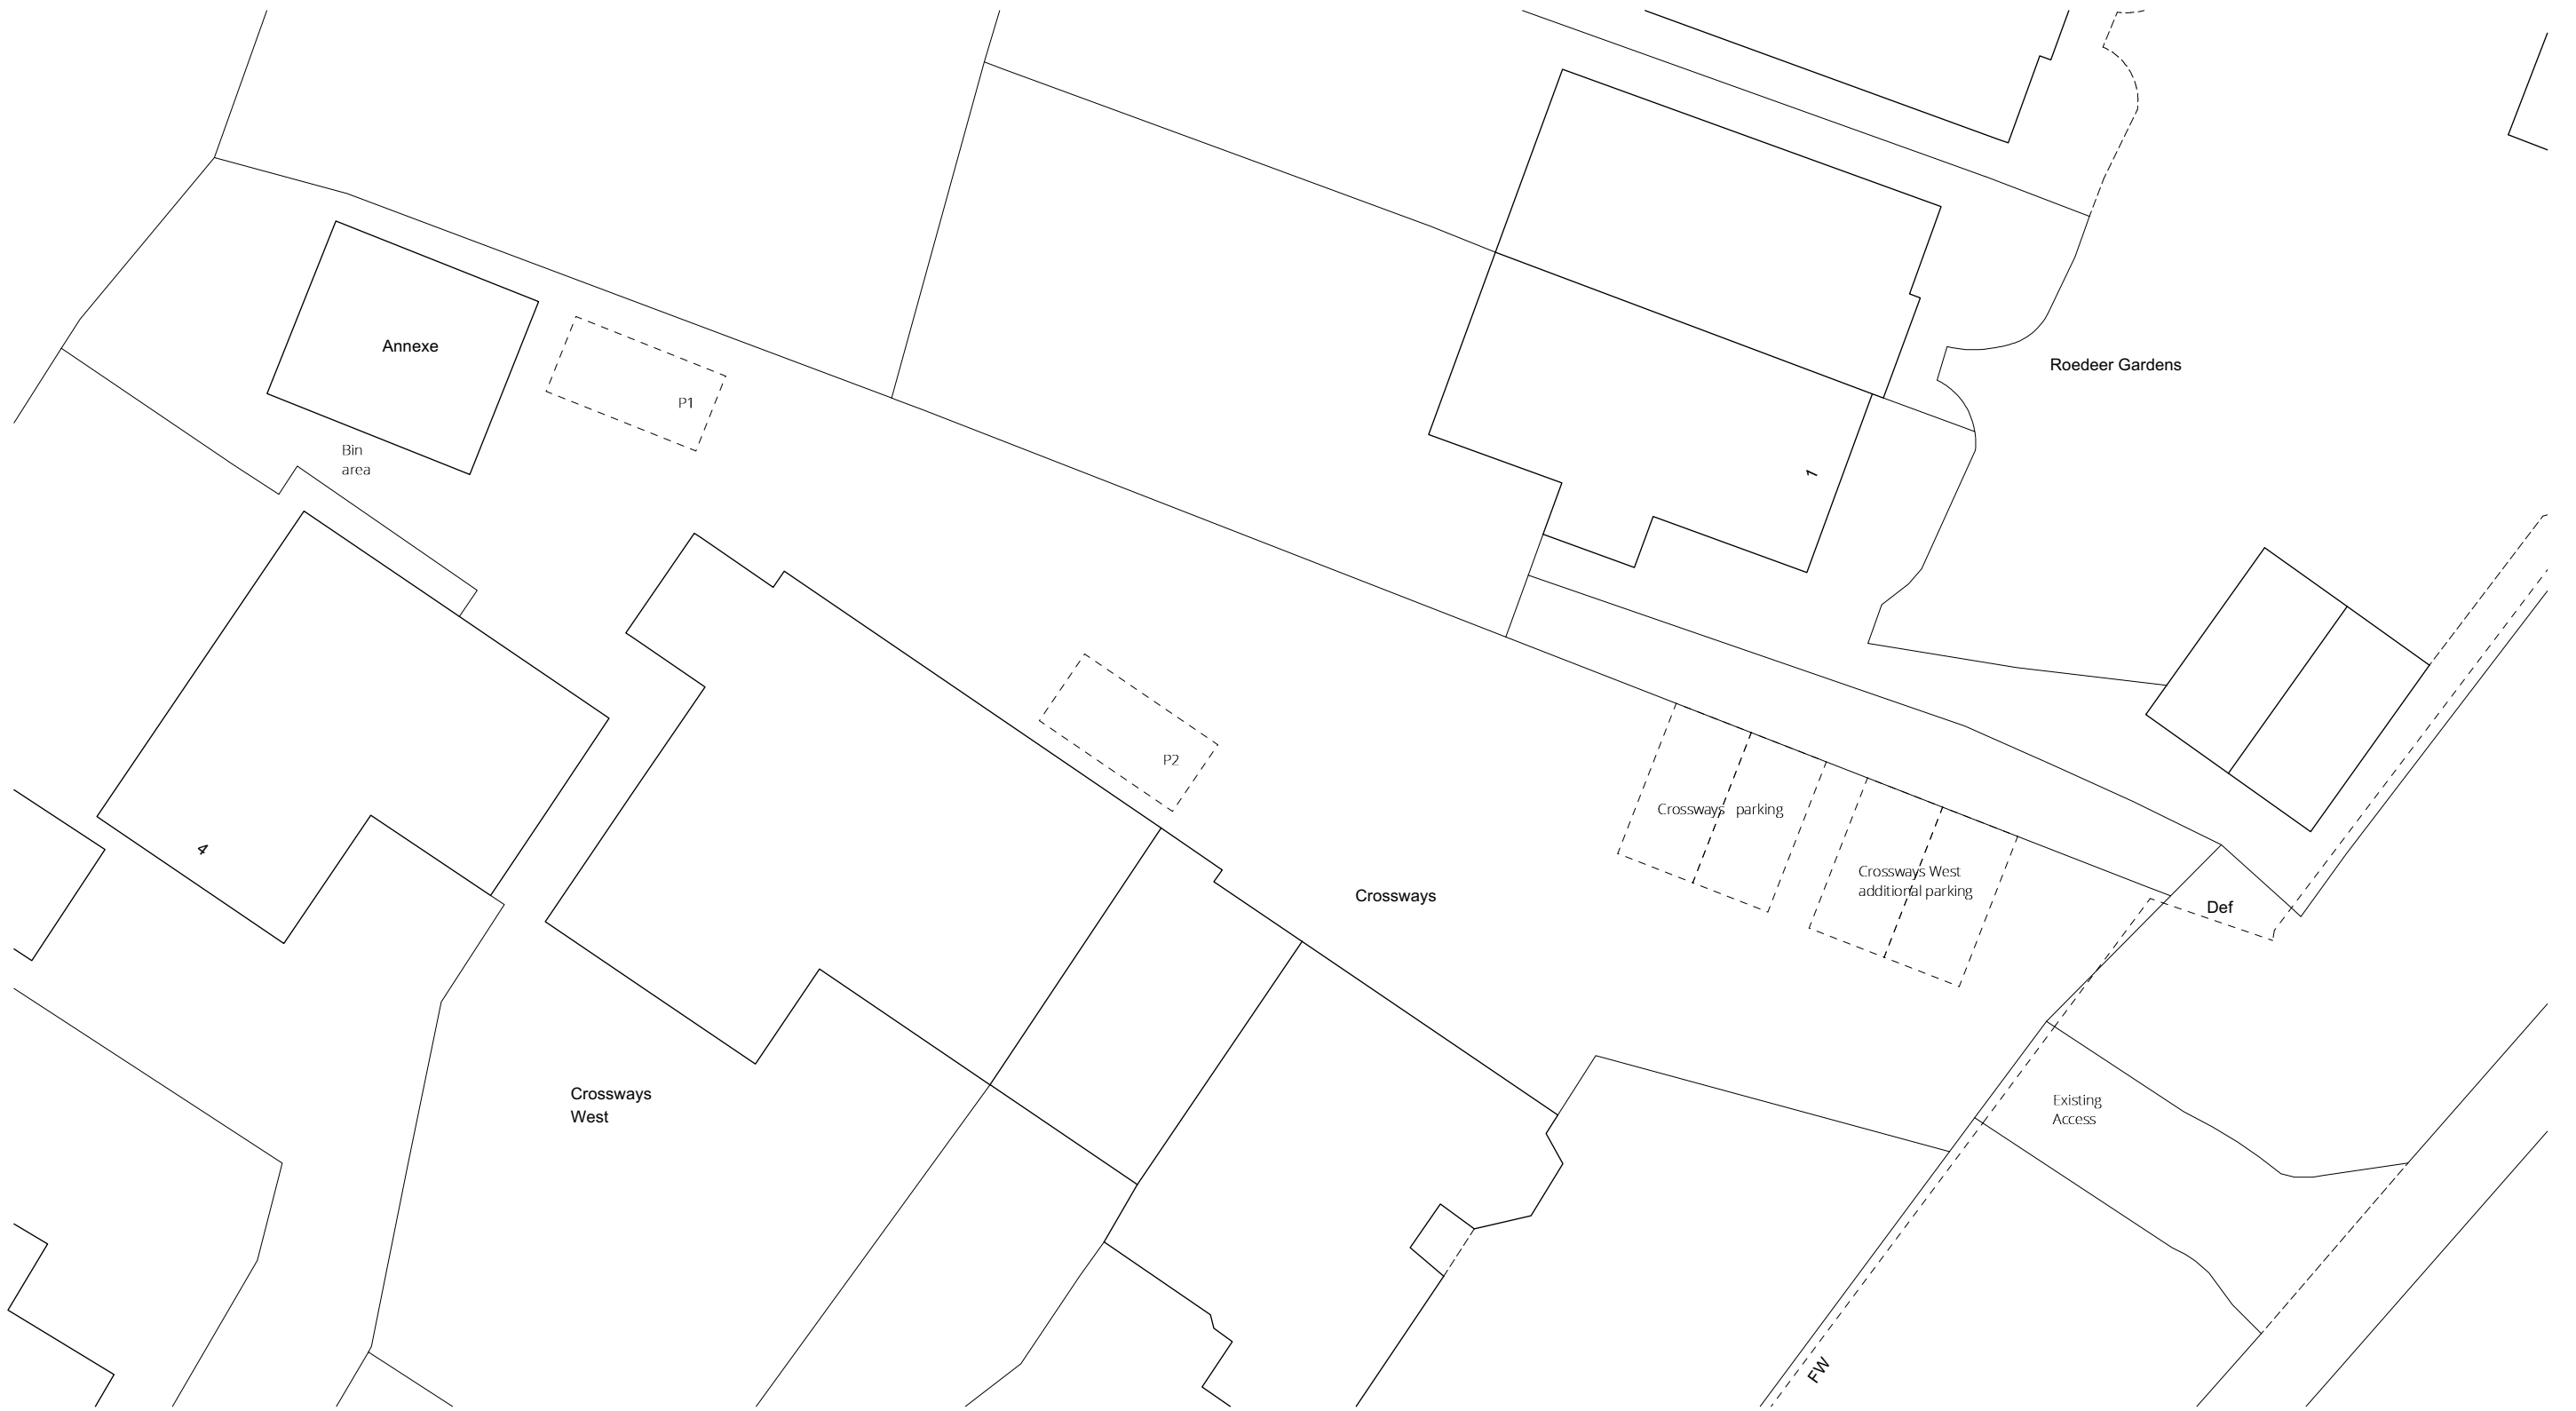 Annexe
Roedeer Gardens
P1
Bin
area
1
P2
Crossways parking
4
Crossways West
additional parking
Crossways
Def
Crossways
West
Existing
Access
FW